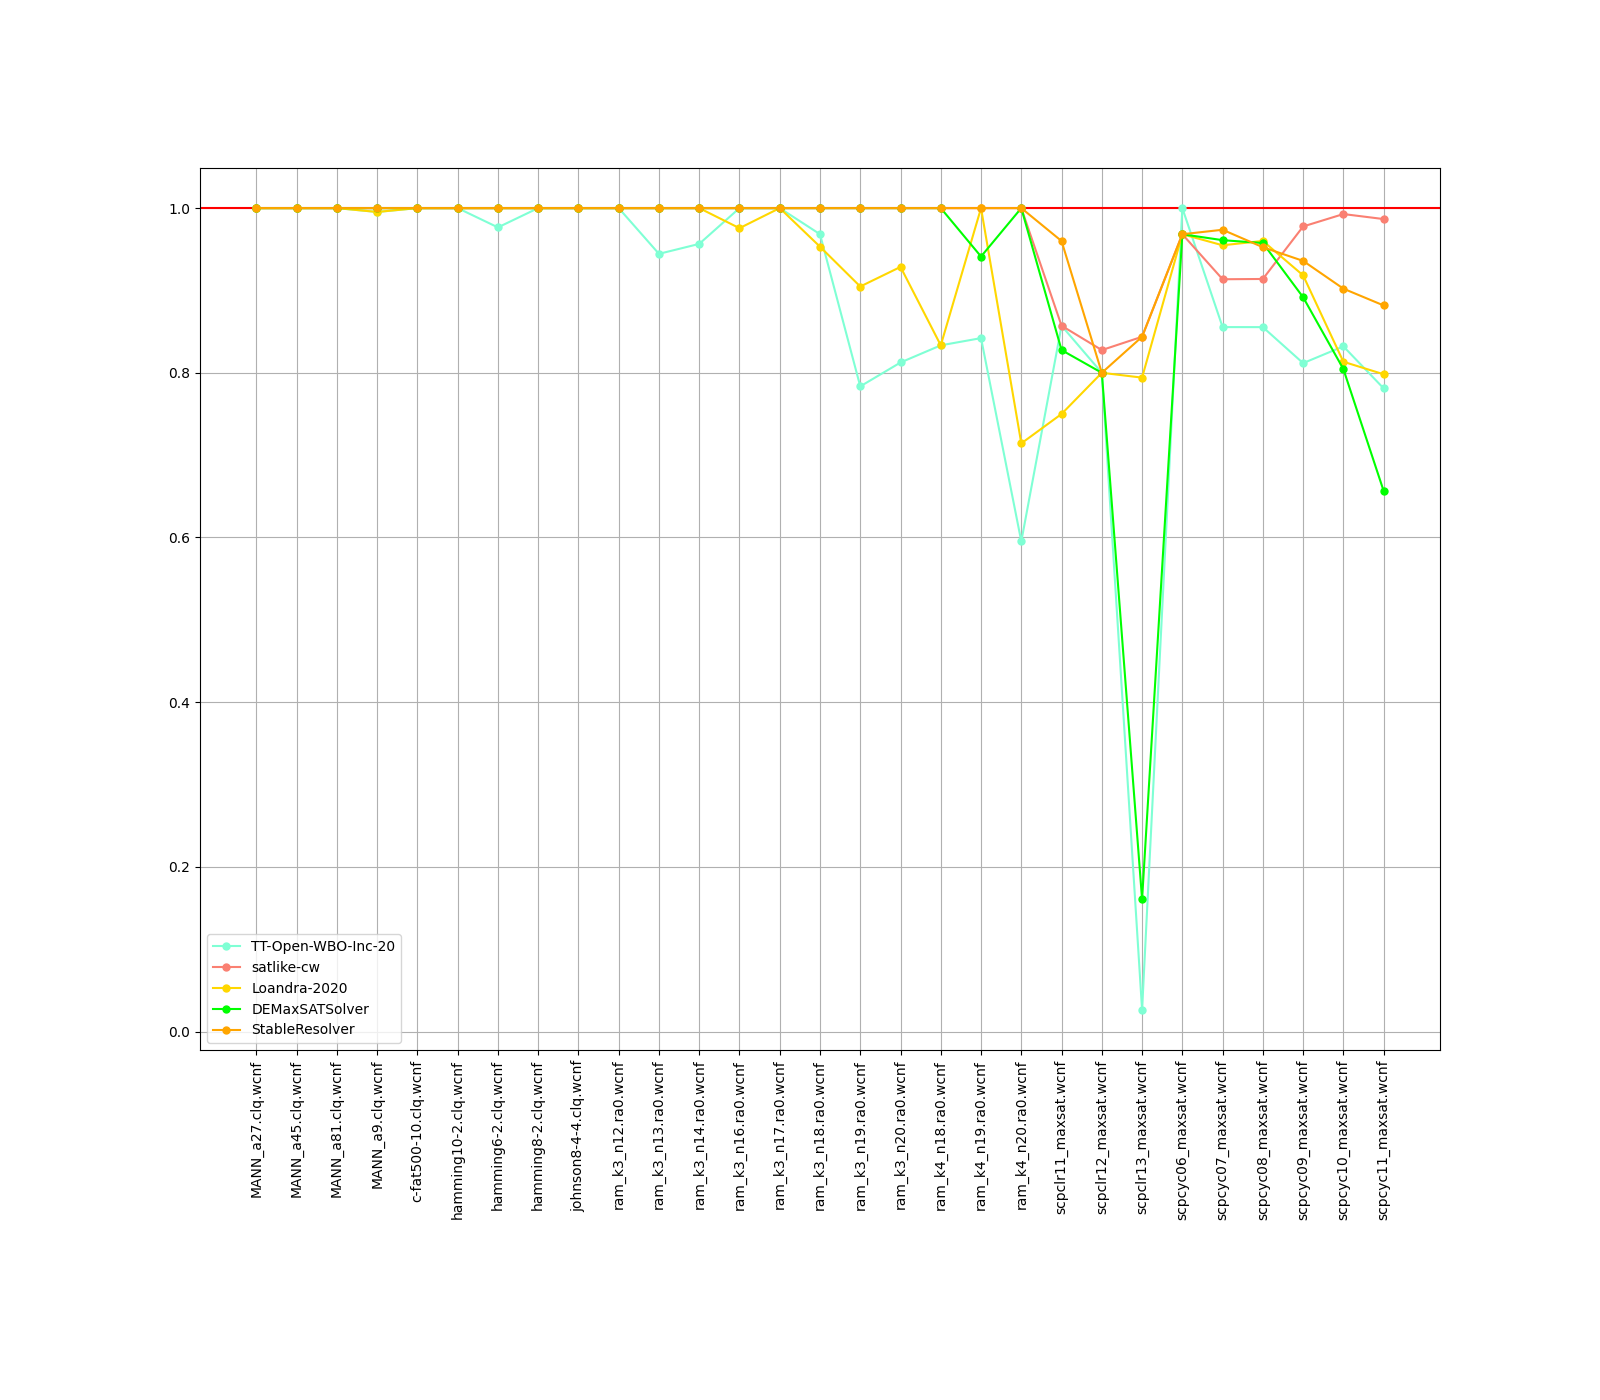 1.0
0.8
0.6
0.4
0.2
0.0
TT-Open-WBO-Inc-20
satlike-cw
Loandra-2020
DEMaxSATSolver
StableResolver
MANN_a27.clq.wcnf
MANN_a45.clq.wcnf
MANN_a81.clq.wcnf
MANN_a9.clq.wcnf
c-fat500-10.clq.wcnf
hamming10-2.clq.wcnf
hamming6-2.clq.wcnf
hamming8-2.clq.wcnf
johnson8-4-4.clq.wcnf
ram_k3_n12.ra0.wcnf
ram_k3_n13.ra0.wcnf
ram_k3_n14.ra0.wcnf
ram_k3_n16.ra0.wcnf
ram_k3_n17.ra0.wcnf
ram_k3_n18.ra0.wcnf
ram_k3_n19.ra0.wcnf
ram_k3_n20.ra0.wcnf
ram_k4_n18.ra0.wcnf
ram_k4_n19.ra0.wcnf
ram_k4_n20.ra0.wcnf
scpclr11_maxsat.wcnf
scpclr12_maxsat.wcnf
scpclr13_maxsat.wcnf
scpcyc06_maxsat.wcnf
scpcyc07_maxsat.wcnf
scpcyc08_maxsat.wcnf
scpcyc09_maxsat.wcnf
scpcyc10_maxsat.wcnf
scpcyc11_maxsat.wcnf